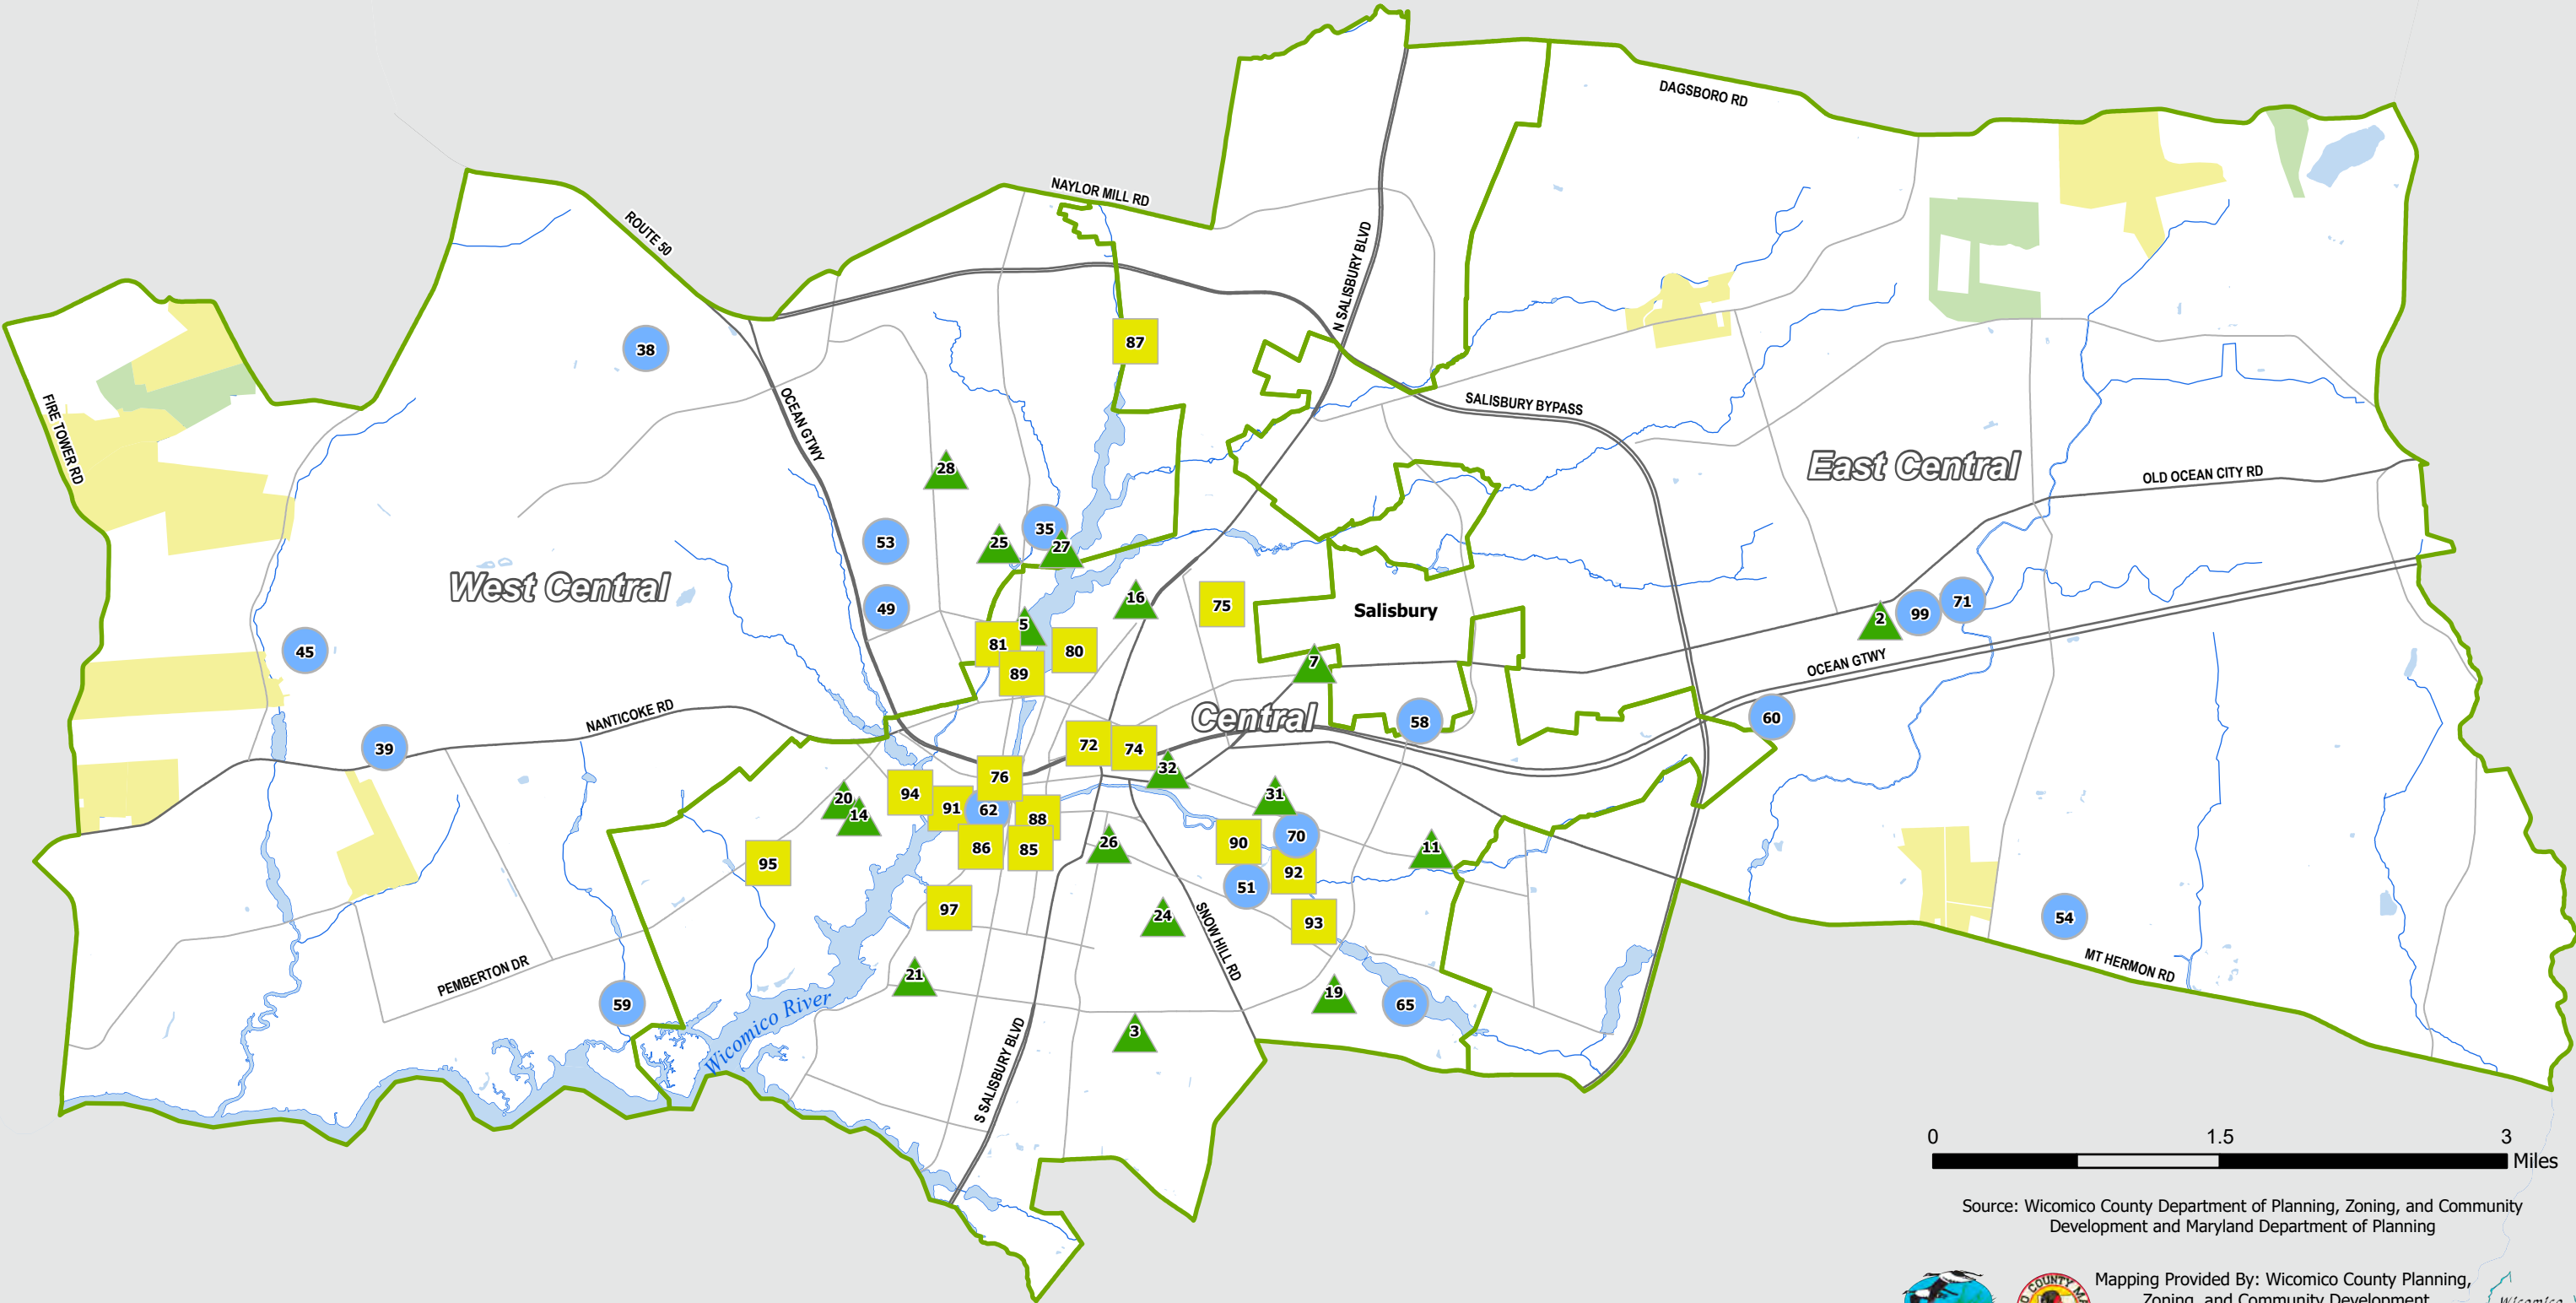 DAGSBORO RD
NAYLOR MILL RD
ROUTE 50
N SALISBURY BLVD
38
87
OCEAN GTWY
SALISBURY BYPASS
FIRE TOWER RD
28
East Central
OLD OCEAN CITY RD
53
25
35
27
West Central
49
16
75
Salisbury
5
2
99
71
45
81
80
89
7
OCEAN GTWY
NANTICOKE RD
39
Central
58
60
72
74
76
32
20
14
94
91
62
88
31
86
85
26
90
70
11
95
92
51
97
24
SNOW HILL RD
93
54
MT HERMON RD
PEMBERTON DR
21
59
19
65
Wicomico River
3
S SALISBURY BLVD
0 1.5 3
Miles
Source: Wicomico County Department of Planning, Zoning, and Community
Development and Maryland Department of Planning
Mapping Provided By: Wicomico County Planning,
Zoning, and Community Development
COUNTY
Wicomico